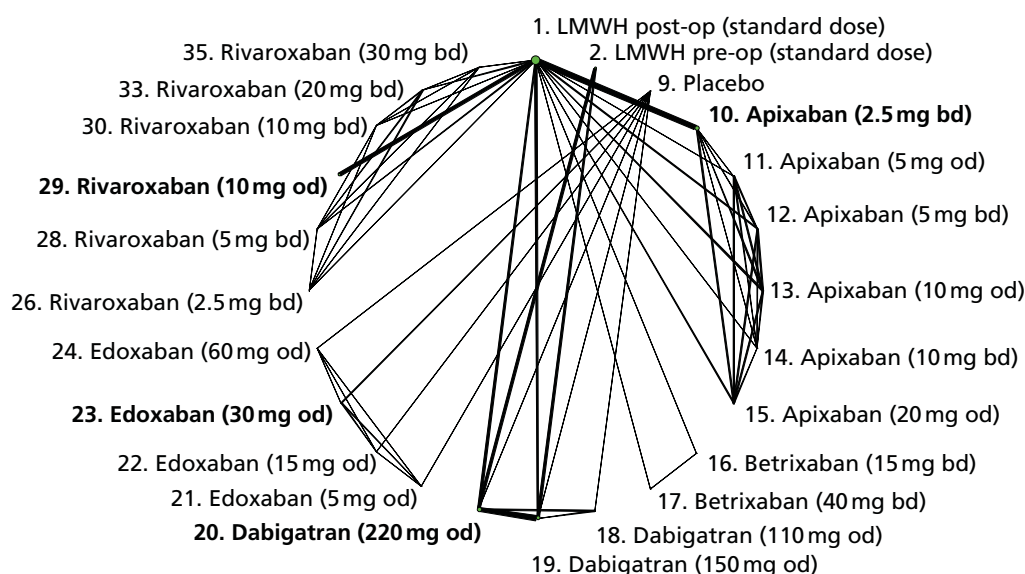 1. LMWH post-op (standard dose)
2. LMWH pre-op (standard dose)
9. Placebo
10. Apixaban (2.5 mg bd)
11. Apixaban (5 mg od)
12. Apixaban (5 mg bd)
13. Apixaban (10 mg od)
14. Apixaban (10 mg bd)
15. Apixaban (20 mg od)
16. Betrixaban (15 mg bd)
17. Betrixaban (40 mg bd)
18. Dabigatran (110 mg od)
19. Dabigatran (150 mg od)
20. Dabigatran (220 mg od)
21. Edoxaban (5 mg od)
22. Edoxaban (15 mg od)
23. Edoxaban (30 mg od)
24. Edoxaban (60 mg od)
26. Rivaroxaban (2.5 mg bd)
28. Rivaroxaban (5 mg bd)
29. Rivaroxaban (10 mg od)
30. Rivaroxaban (10 mg bd)
33. Rivaroxaban (20 mg bd)
35. Rivaroxaban (30 mg bd)